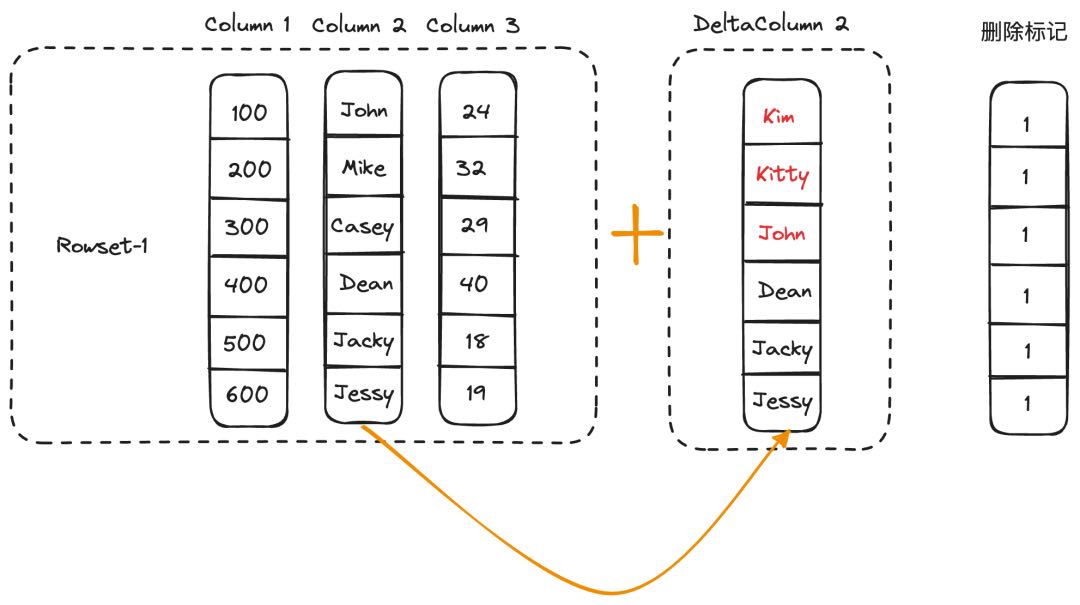 Column 1 Column 2 Column 3 DeltaColumn 2 删除标记
100 John 24 Kim 1
200 Mike 32 Kitty 1
Rowset-1 300 Casey 29 John 1
400 Dean 40 Dean 1
500 Jacky 18 Jacky 1
600 Jessy 19 Jessy 1